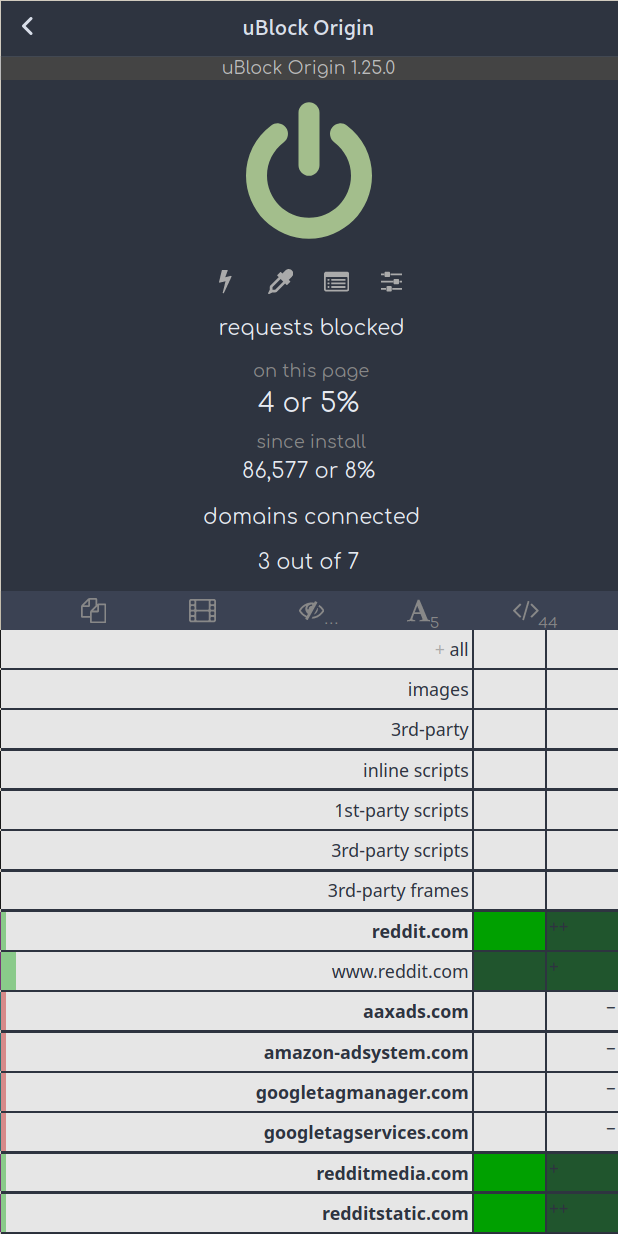 uBlock Origin
uBlock Origin 1.25.0
requests blocked
on this page
4 or 5%
since install
86,577 or 8%
domains connected
3 out of 7
... A 5 </> 44
+ all
images
3rd-party
inline scripts
1st-party scripts
3rd-party scripts
3rd-party frames
reddit.com ++
www.reddit.com +
aaxads.com −
amazon-adsystem.com −
googletagmanager.com −
googletagservices.com −
redditmedia.com +
redditstatic.com ++